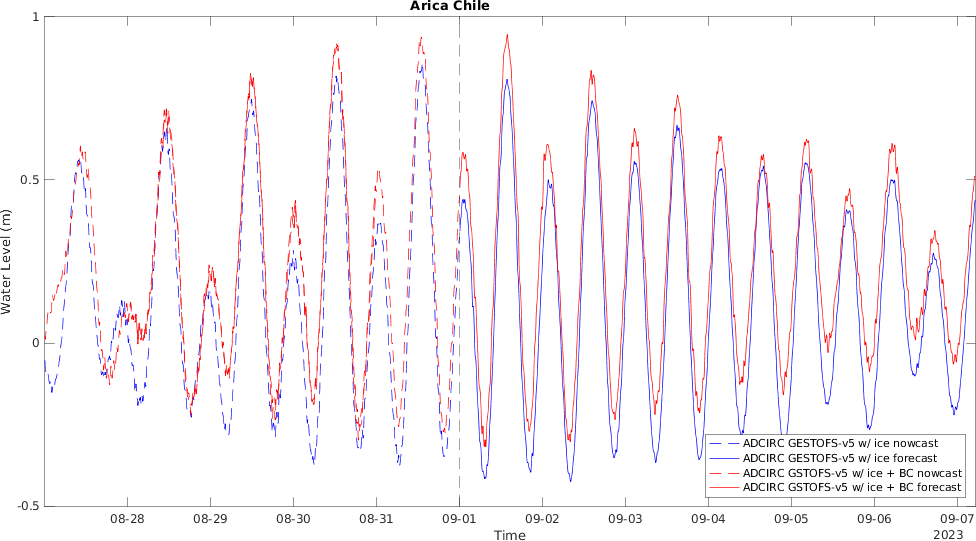 Arica Chile
1
0.5
0
-0.5
Water Level (m)
ADCIRC GESTOFS-v5 w/ ice nowcast
ADCIRC GESTOFS-v5 w/ ice forecast
ADCIRC GSTOFS-v5 w/ ice + BC nowcast
ADCIRC GSTOFS-v5 w/ ice + BC forecast
08-28 08-29 08-30 08-31 09-01 09-02 09-03 09-04 09-05 09-06 09-07
Time 2023